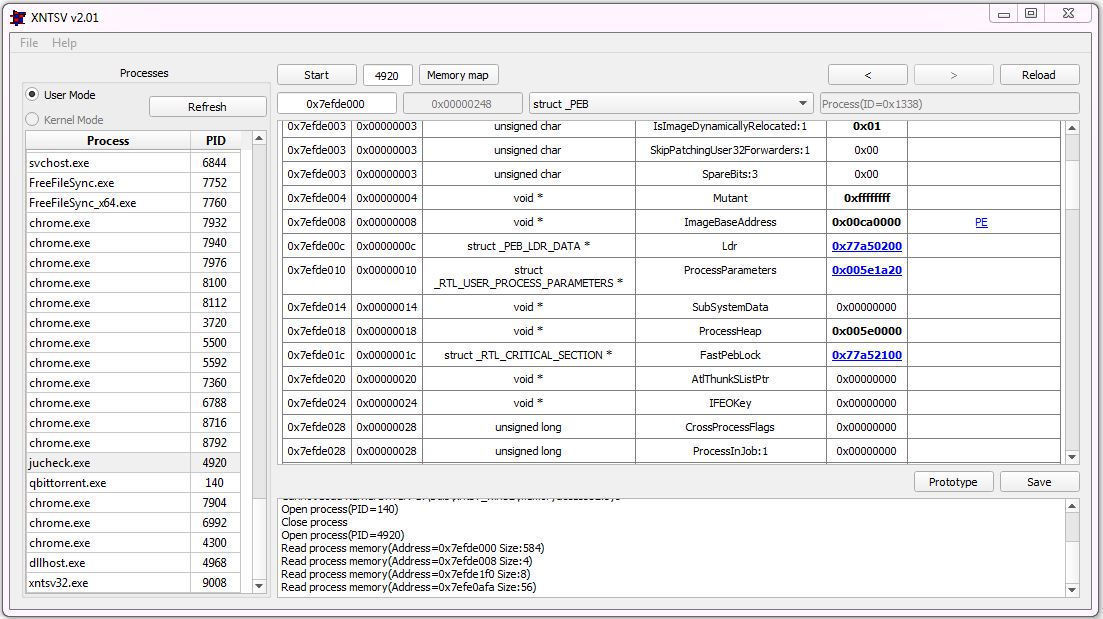 XNTSV v2.01
File Help
Processes
User Mode
Kernel Mode
Refresh
Process PID
svchost.exe 6844
FreeFileSync.exe 7752
FreeFileSync_x64.exe 7760
chrome.exe 7932
chrome.exe 7940
chrome.exe 7976
chrome.exe 8100
chrome.exe 8112
chrome.exe 3720
chrome.exe 5500
chrome.exe 5592
chrome.exe 7360
chrome.exe 6788
chrome.exe 8716
chrome.exe 8792
jucheck.exe 4920
qbittorrent.exe 140
chrome.exe 7904
chrome.exe 6992
chrome.exe 4300
dllhost.exe 4968
xntsv32.exe 9008
Start 4920 Memory map < > Reload
0x7efde000 0x00000248 struct _PEB Process(ID=0x1338)
0x7efde003 0x00000003 unsigned char IsImageDynamicallyRelocated:1 0x01
0x7efde003 0x00000003 unsigned char SkipPatchingUser32Forwarders:1 0x00
0x7efde003 0x00000003 unsigned char SpareBits:3 0x00
0x7efde004 0x00000004 void * Mutant 0xffffffff
0x7efde008 0x00000008 void * ImageBaseAddress 0x00ca0000 PE
0x7efde00c 0x0000000c struct _PEB_LDR_DATA * Ldr 0x77a50200
0x7efde010 0x00000010 struct ProcessParameters 0x005e1a20
_RTL_USER_PROCESS_PARAMETERS *
0x7efde014 0x00000014 void * SubSystemData 0x00000000
0x7efde018 0x00000018 void * ProcessHeap 0x005e0000
0x7efde01c 0x0000001c struct _RTL_CRITICAL_SECTION * FastPebLock 0x77a52100
0x7efde020 0x00000020 void * AtlThunkSListPtr 0x00000000
0x7efde024 0x00000024 void * IFEOKey 0x00000000
0x7efde028 0x00000028 unsigned long CrossProcessFlags 0x00000000
0x7efde028 0x00000028 unsigned long ProcessInJob:1 0x00000000
Prototype Save
Open process(PID=140)
Close process
Open process(PID=4920)
Read process memory(Address=0x7efde000 Size:584)
Read process memory(Address=0x7efde008 Size:4)
Read process memory(Address=0x7efde1f0 Size:8)
Read process memory(Address=0x7efe0afa Size:56)